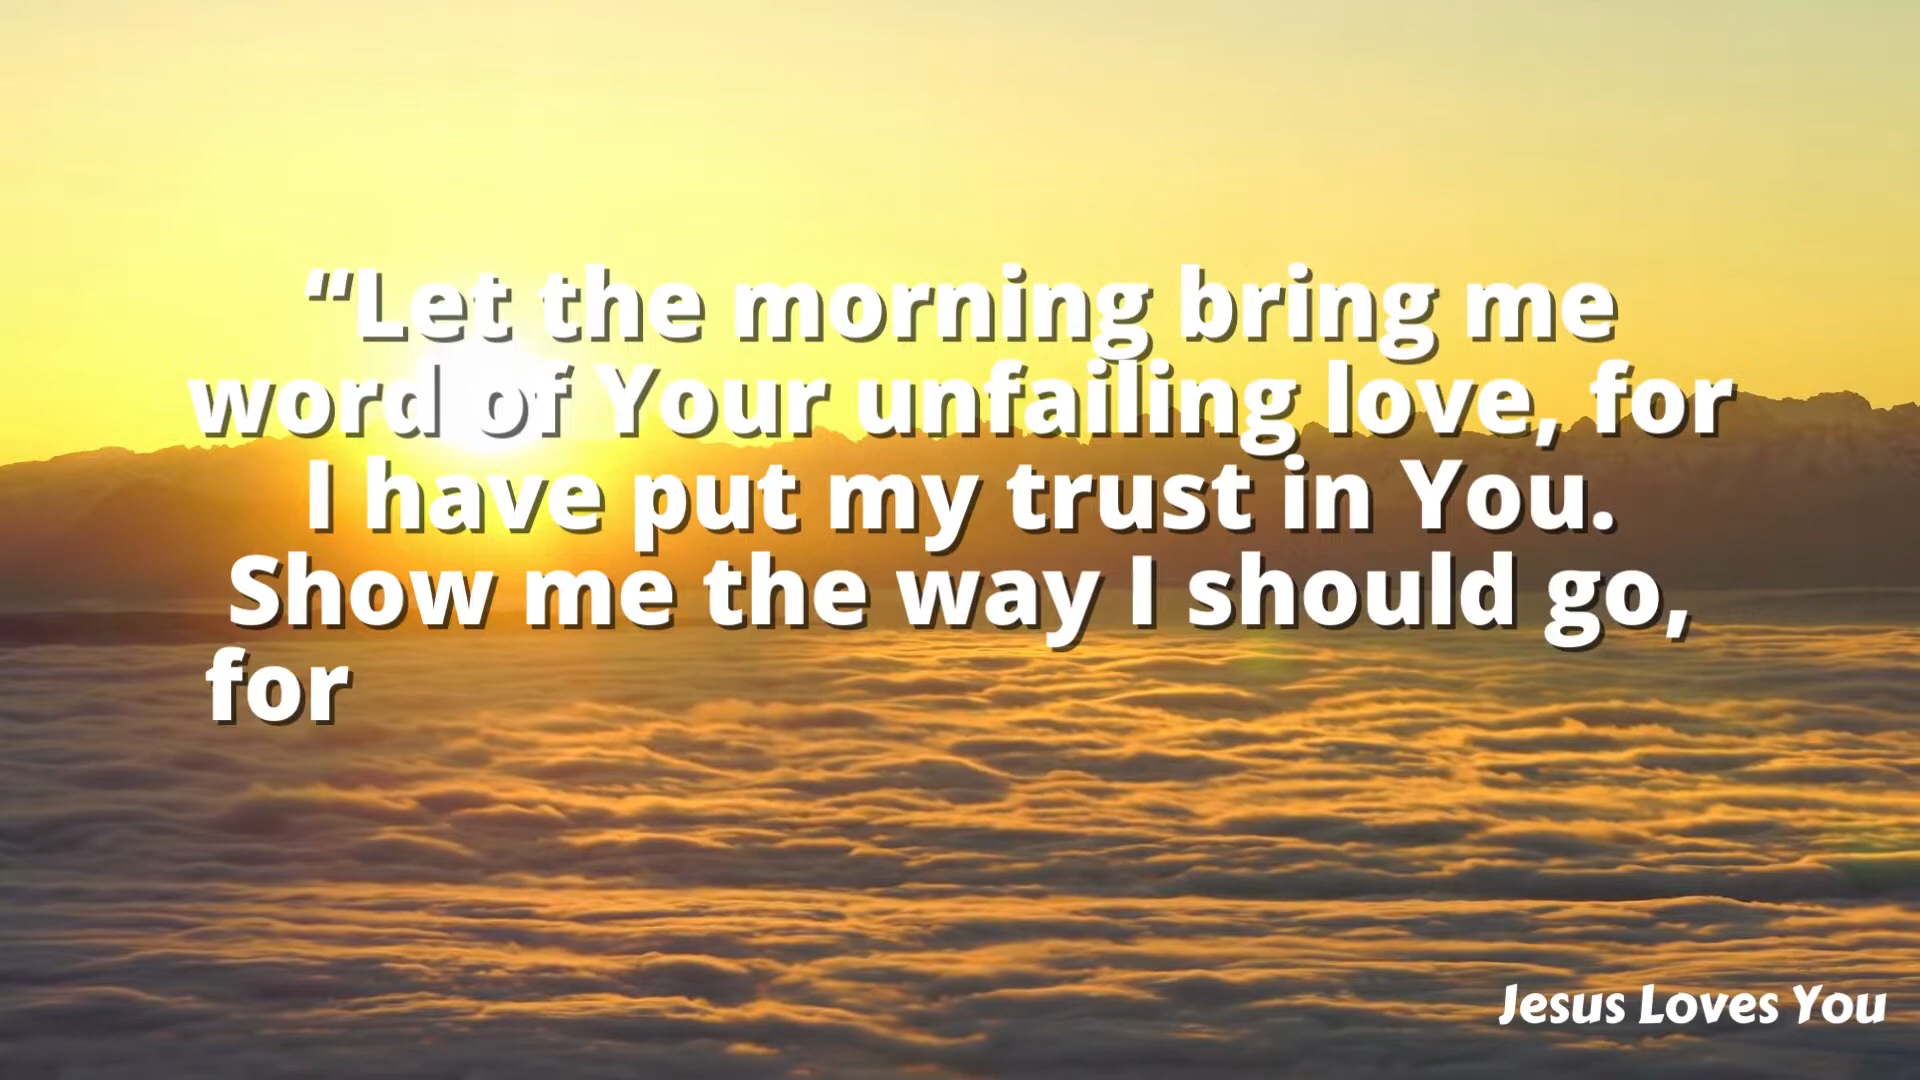 “Let the morning bring me
word of Your unfailing love, for
I have put my trust in You.
Show me the way I should go,
for
Jesus Loves You